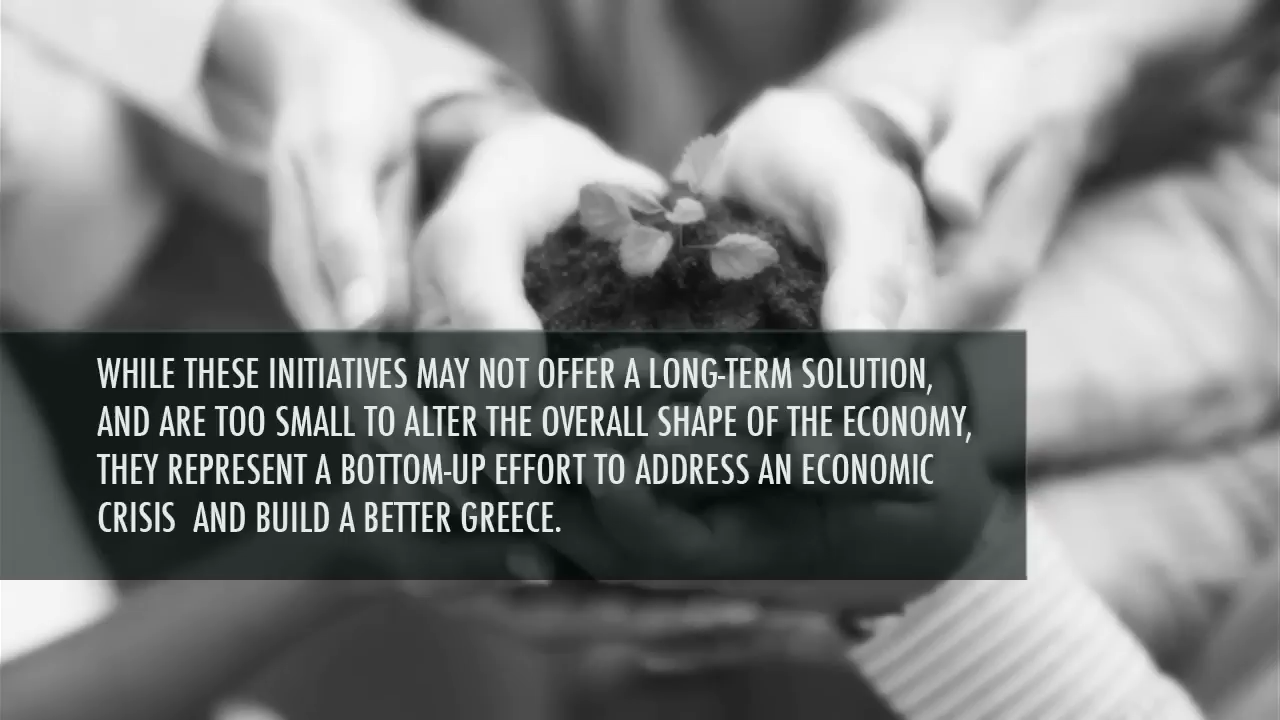 WHILE THESE INITIATIVES MAY NOT OFFER A LONG-TERM SOLUTION,
AND ARE TOO SMALL TO ALTER THE OVERALL SHAPE OF THE ECONOMY,
THEY REPRESENT A BOTTOM-UP EFFORT TO ADDRESS AN ECONOMIC
CRISIS  AND BUILD A BETTER GREECE.